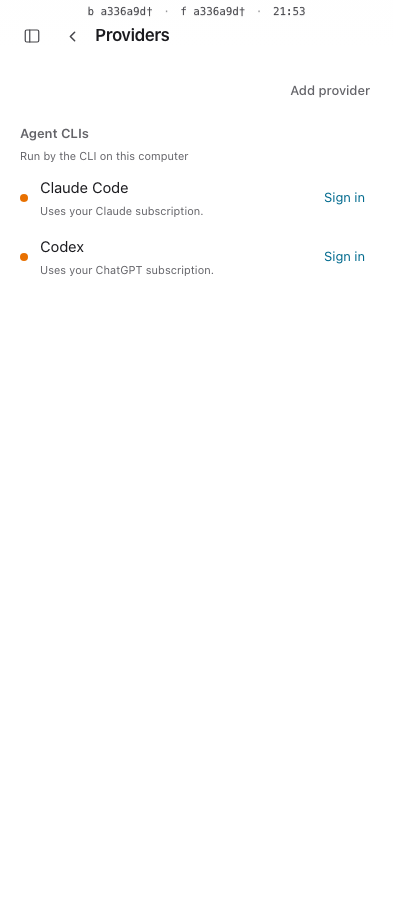 b a336a9d† · f a336a9d† · 21:53
Providers
Add provider
Agent CLIs
Run by the CLI on this computer
Claude Code
Uses your Claude subscription.
Sign in
Codex
Uses your ChatGPT subscription.
Sign in